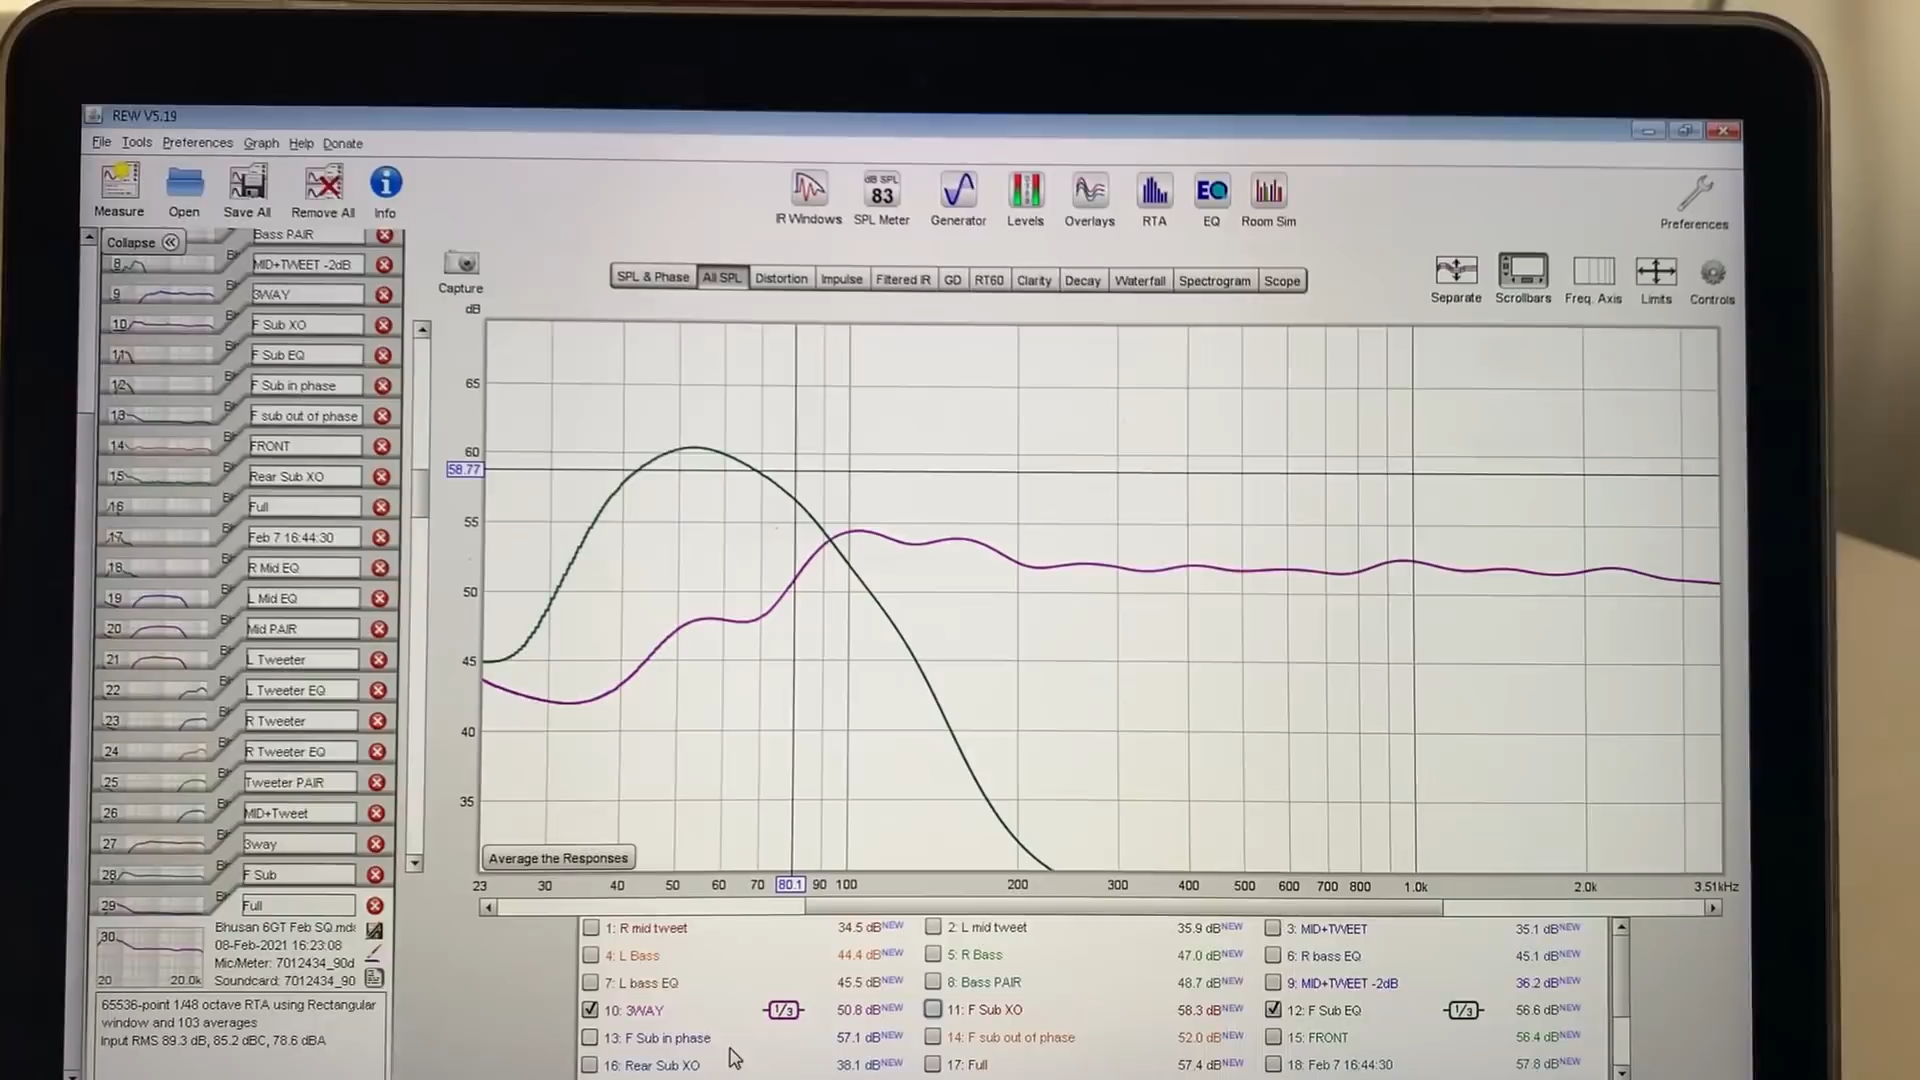 REW V5.19
File Tools Preferences Graph Help Donate
Measure Open Save All Remove All Info
IR Windows
dB SPL
83
SPL Meter Generator Levels Overlays RTA
EQ
EQ Room Sim
Preferences
Collapse
Bass PAIR
8 MID+TWEET -2dB
9 3WAY
10 F Sub XO
11 F Sub EQ
12 F Sub in phase
13 F sub out of phase
14 FRONT
15 Rear Sub XO
16 Full
17 Feb 7 16:44:30
18 R Mid EQ
19 L Mid EQ
20 Mid PAIR
21 L Tweeter
22 L Tweeter EQ
23 R Tweeter
24 R Tweeter EQ
25 Tweeter PAIR
26 MID+Tweet
27 3way
28 F Sub
29 Full
30
20 20.0k
Bhusan 6GT Feb SQ.md
08-Feb-2021 16:23:08
Mic/Meter: 7012434_90d
Soundcard: 7012434_90
65536-point 1/48 octave RTA using Rectangular
window and 103 averages
Input RMS 89.3 dB, 85.2 dBC, 78.6 dBA
Capture
SPL & Phase All SPL Distortion Impulse Filtered IR GD RT60 Clarity Decay Waterfall Spectrogram Scope
Separate Scrollbars Freq. Axis Limits Controls
dB
65
60
58.77
55
50
45
40
35
Average the Responses
23 30 40 50 60 70 80.1 90 100 200 300 400 500 600 700 800 1.0k 2.0k 3.51kHz
1: R mid tweet 34.5 dB NEW 2: L mid tweet 35.9 dB NEW 3: MID+TWEET 35.1 dB NEW
4: L Bass 44.4 dB NEW 5: R Bass 47.0 dB NEW 6: R bass EQ 45.1 dB NEW
7: L bass EQ 45.5 dB NEW 8: Bass PAIR 48.7 dB NEW 9: MID+TWEET -2dB 36.2 dB NEW
10: 3WAY 1/3 50.8 dB NEW 11: F Sub XO 58.3 dB NEW 12: F Sub EQ 1/3 56.6 dB NEW
13: F Sub in phase 57.1 dB NEW 14: F sub out of phase 52.0 dB NEW 15: FRONT 56.4 dB NEW
16: Rear Sub XO 38.1 dB NEW 17: Full 57.4 dB NEW 18: Feb 7 16:44:30 57.8 dB NEW